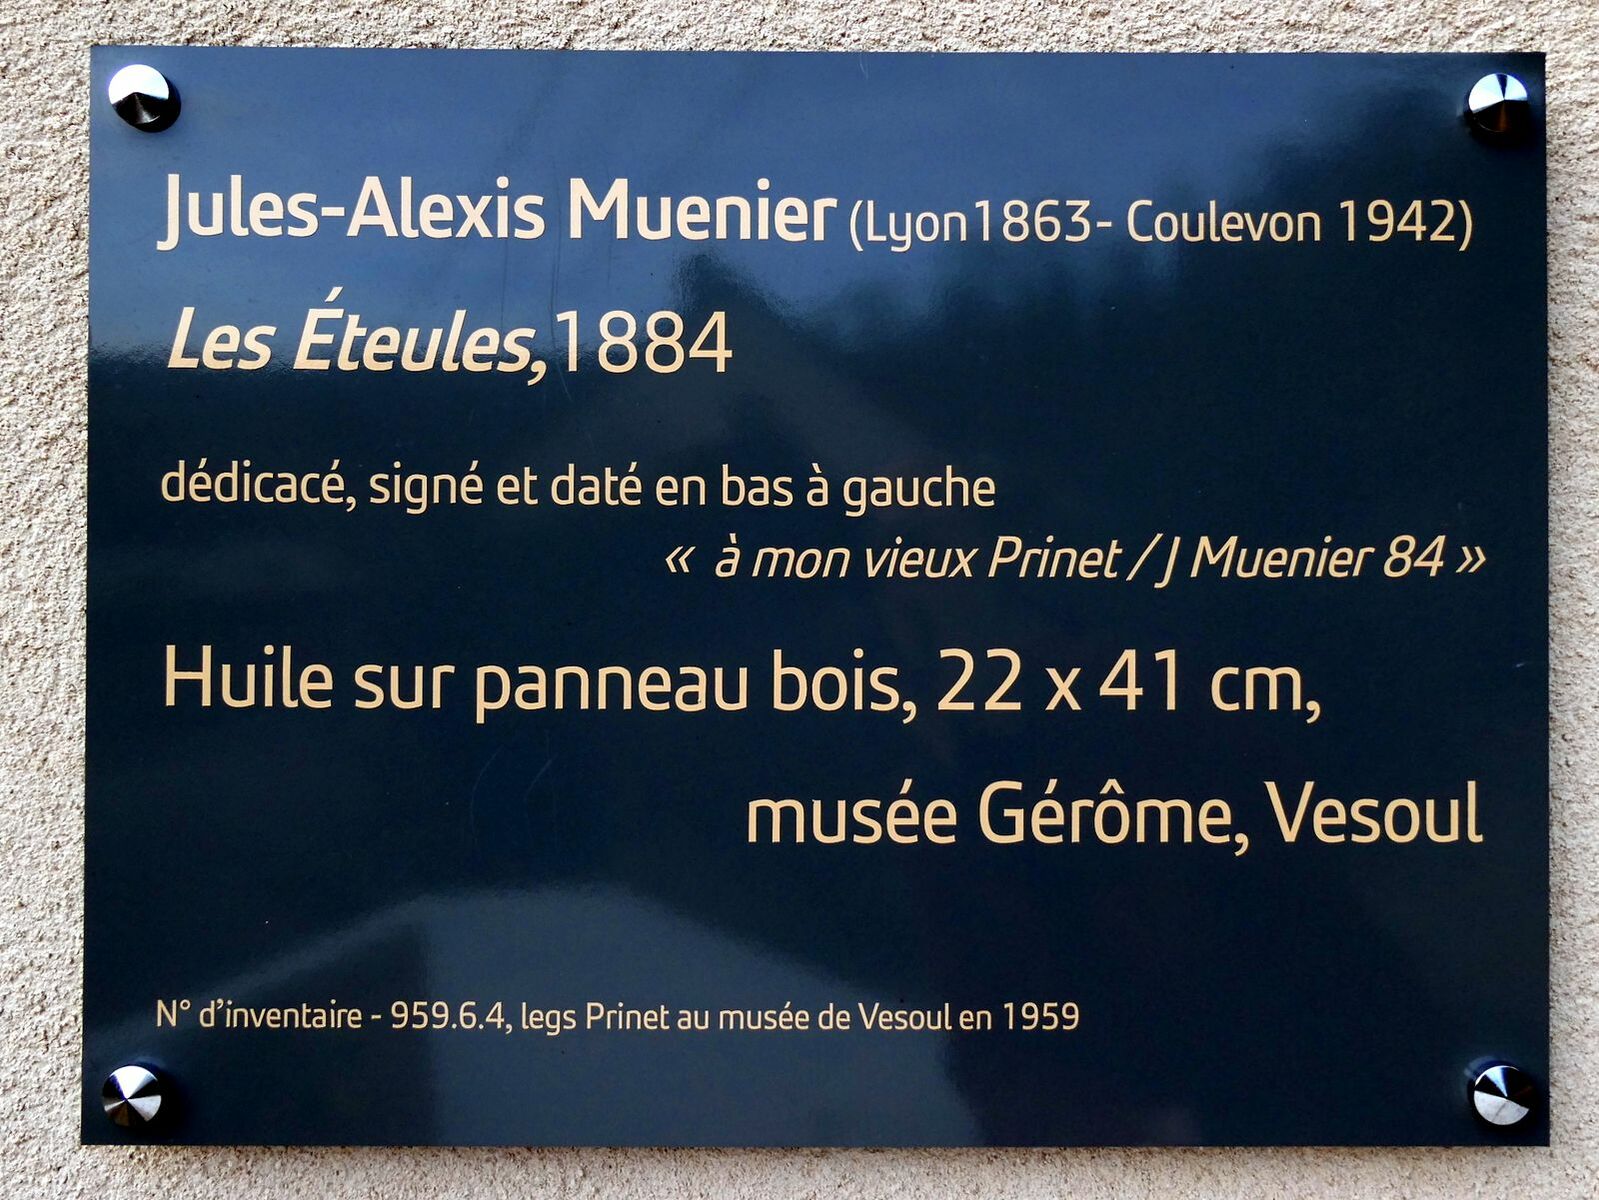 Jules-Alexis Muenier (Lyon1863- Coulevon 1942)
Les Éteules,1884
dédicacé, signé et daté en bas à gauche
« à mon vieux Prinet / J Muenier 84 »
Huile sur panneau bois, 22 x 41 cm,
musée Gérôme, Vesoul
N° d’inventaire - 959.6.4, legs Prinet au musée de Vesoul en 1959